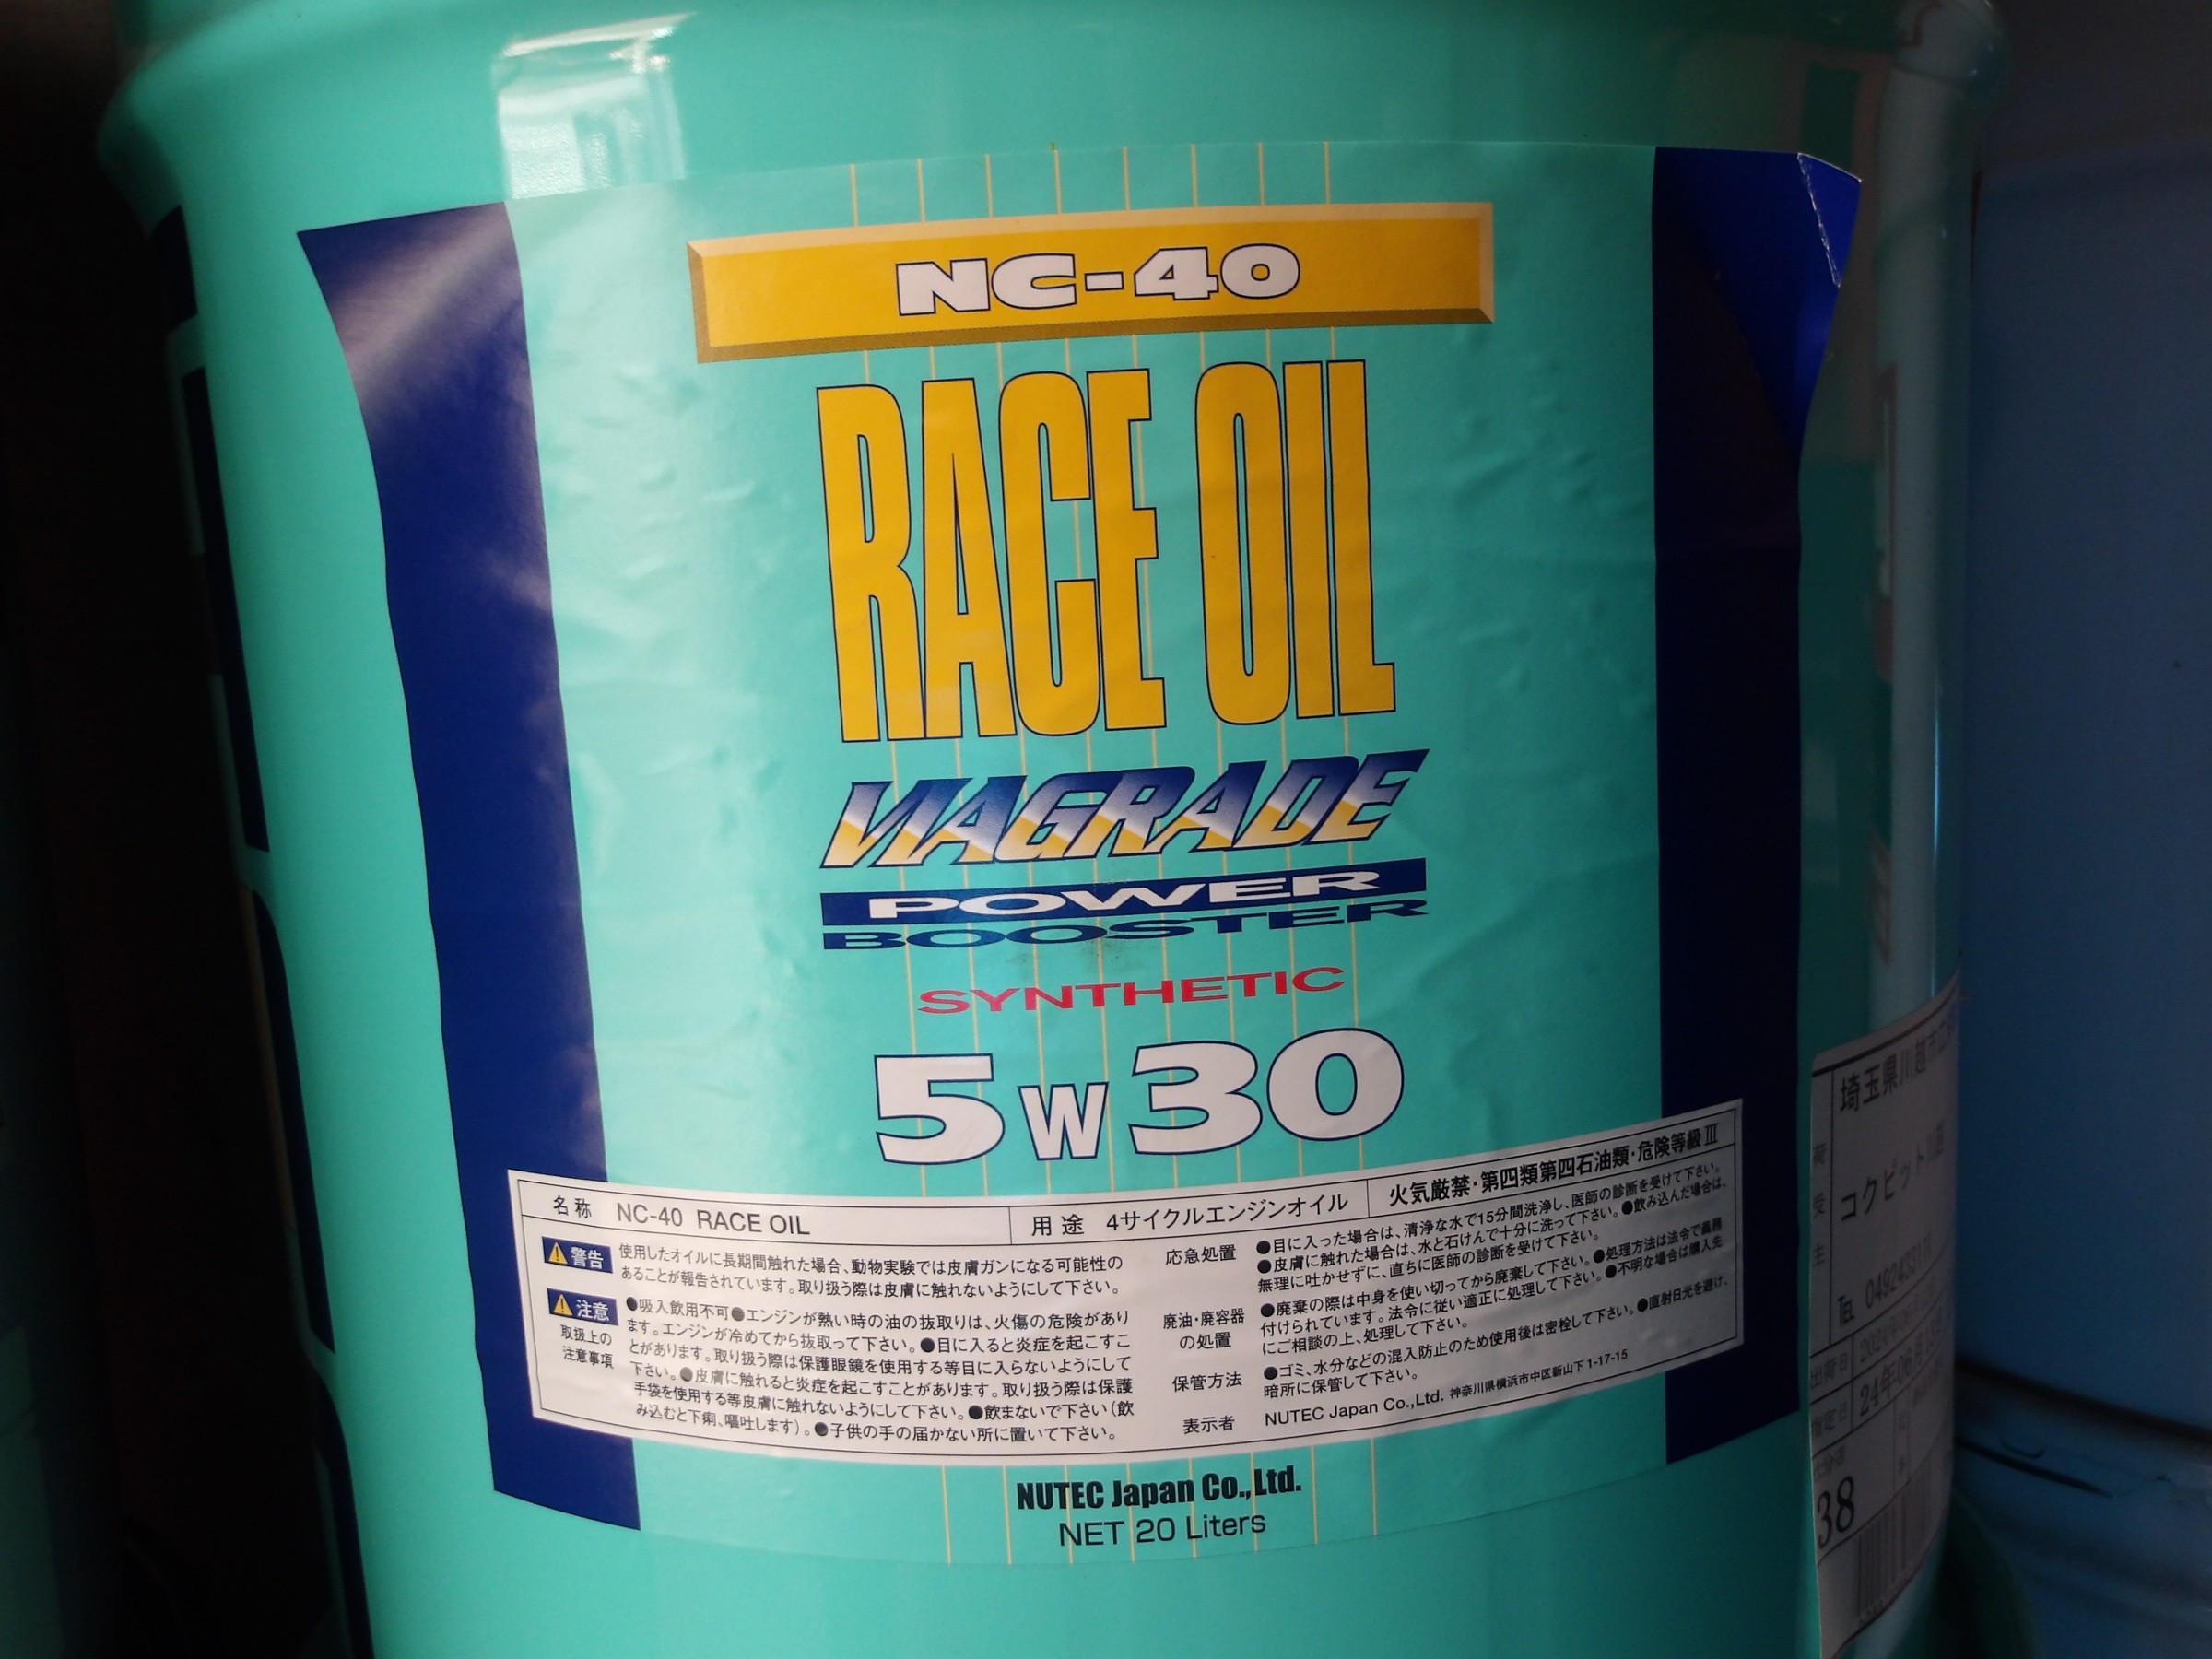 NC-40
RACE OIL
VIAGRADE
POWER
BOOSTER
SYNTHETIC
5W30
名称 NC-40 RACE OIL 用途 4サイクルエンジンオイル 火気厳禁・第四類第四石油類・危険等級Ⅲ
警告 使用したオイルに長期間触れた場合、動物実験では皮膚ガンになる可能性の
あることが報告されています。取り扱う際は皮膚に触れないようにして下さい。
注意
取扱上の
注意事項
●吸入飲用不可●エンジンが熱い時の油の抜取りは、火傷の危険があり
ます。エンジンが冷めてから抜取って下さい。●目に入ると炎症を起こすこ
とがあります。取り扱う際は保護眼鏡を使用する等目に入らないようにして
下さい。●皮膚に触れると炎症を起こすことがあります。取り扱う際は保護
手袋を使用する等皮膚に触れないようにして下さい。●飲まないで下さい(飲
み込むと下痢、嘔吐します)。●子供の手の届かない所に置いて下さい。
応急処置 ●目に入った場合は、清浄な水で15分間洗浄し、医師の診断を受けて下さい。
●皮膚に触れた場合は、水と石けんで十分に洗って下さい。●飲み込んだ場合は、
無理に吐かせずに、直ちに医師の診断を受けて下さい。
廃油・廃容器
の処置
●廃棄の際は中身を使い切ってから廃棄して下さい。●処理方法は法令で義務
付けられています。法令に従い適正に処理して下さい。●不明な場合は購入先
にご相談の上、処理して下さい。
保管方法 ●ゴミ、水分などの混入防止のため使用後は密栓して下さい。●直射日光を避け、
暗所に保管して下さい。
表示者 NUTEC Japan Co.,Ltd. 神奈川県横浜市中区新山下 1-17-15
NUTEC Japan Co., Ltd.
NET 20 Liters
埼玉県川越市
荷受主
コクピット
TEL
出荷日
指定日 24年06月
38